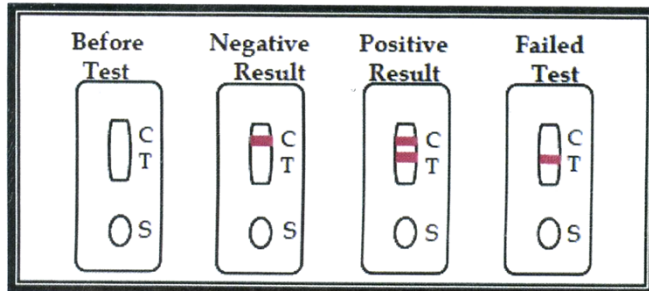 Before Negative Positive Failed
Test Result Result Test
C C C C
T T T T
S S S S